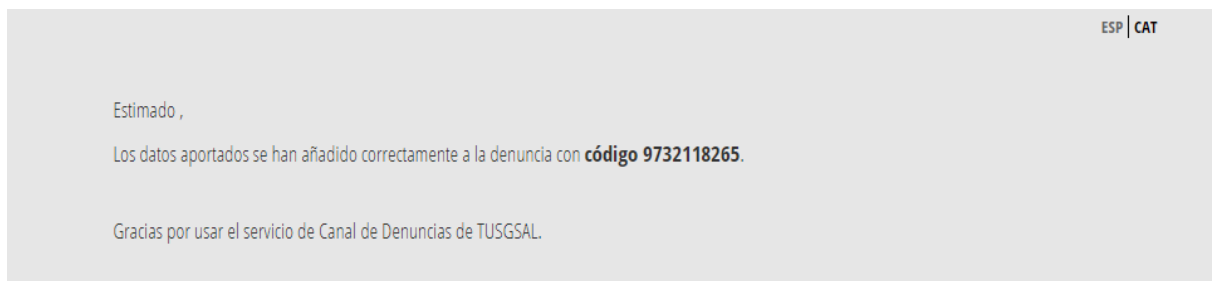 ESP | CAT
Estimado ,
Los datos aportados se han añadido correctamente a la denuncia con código 9732118265.
Gracias por usar el servicio de Canal de Denuncias de TUSGSAL.